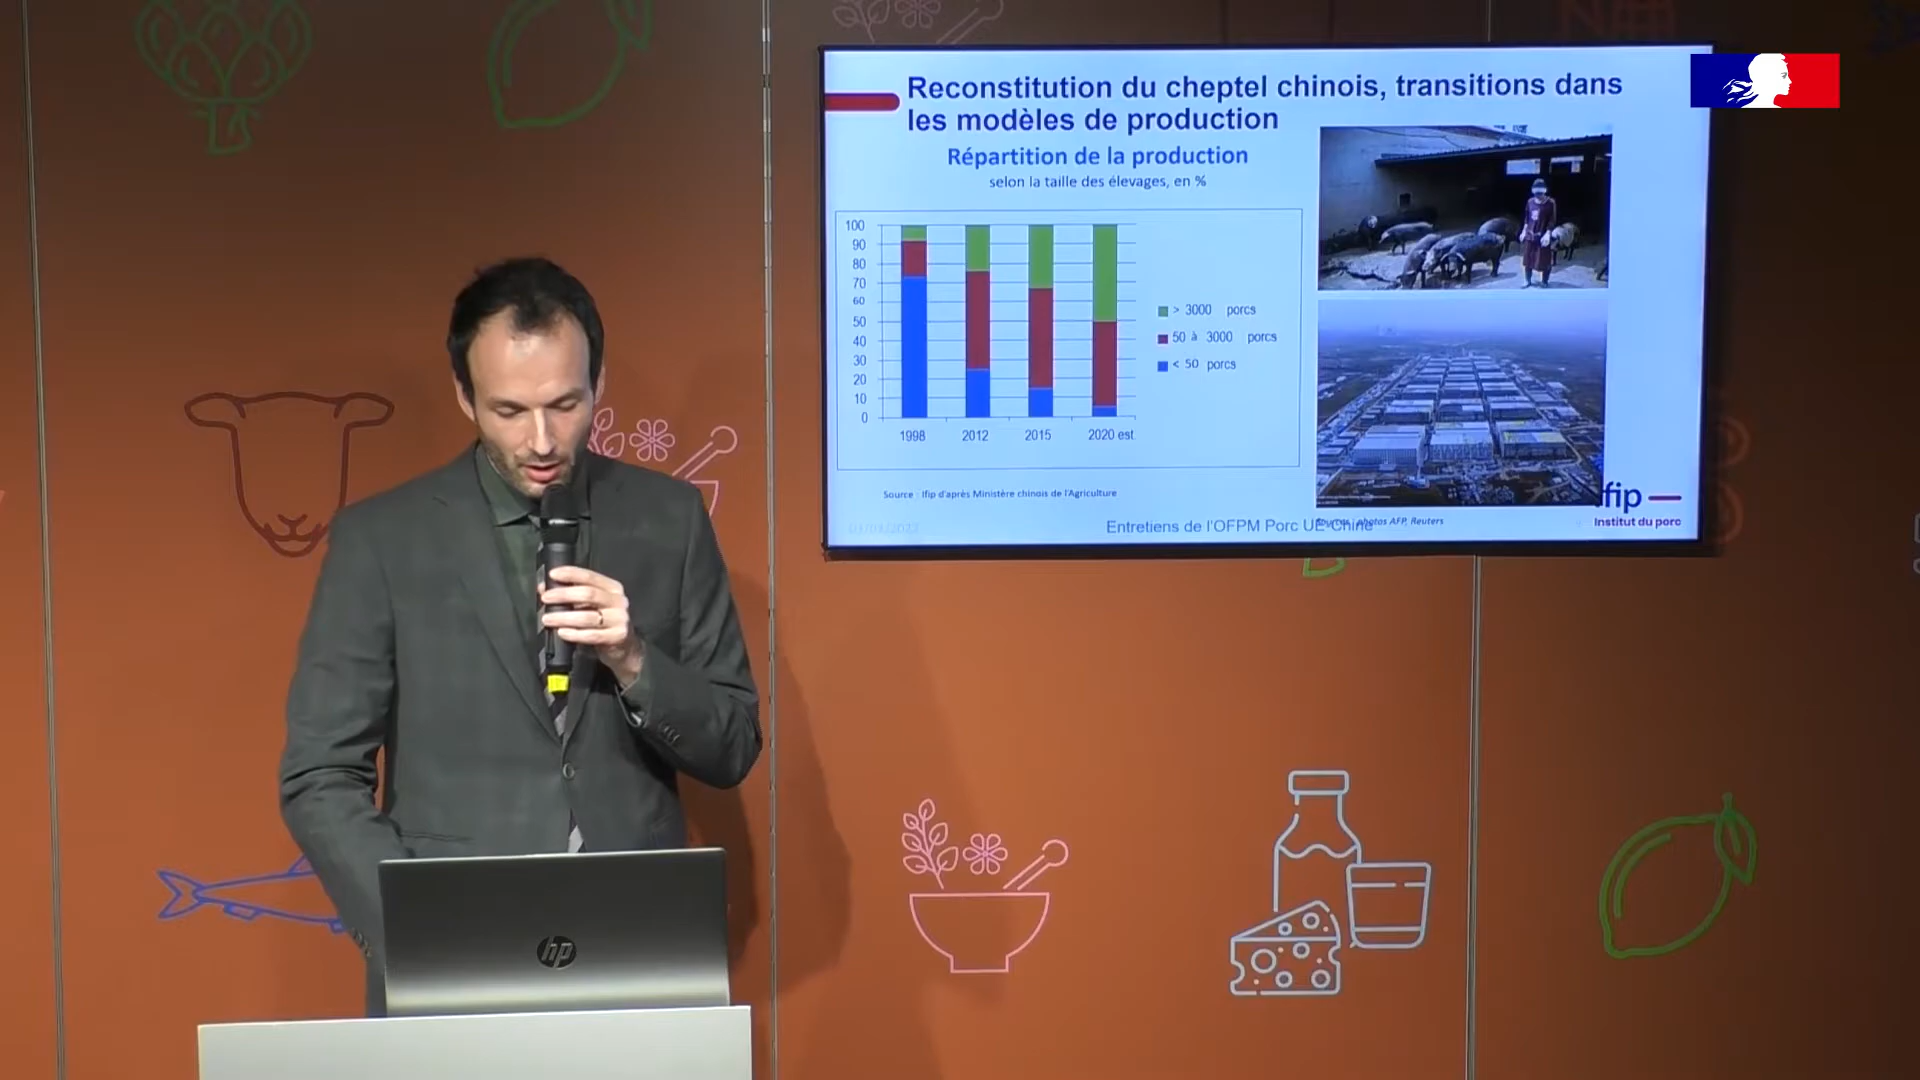 Reconstitution du cheptel chinois, transitions dans
les modèles de production
Répartition de la production
selon la taille des élevages, en %
100
90
80
70
60
50
40
30
20
10
0
1998
2012
2015
2020 est
> 3000 porcs
50 à 3000 porcs
< 50 porcs
Source : Ifip d'après Ministère chinois de l'Agriculture
Entretiens de l'OFPM Porc UE-Chine
photos AFP, Reuters
ifip
Institut du porc
hp